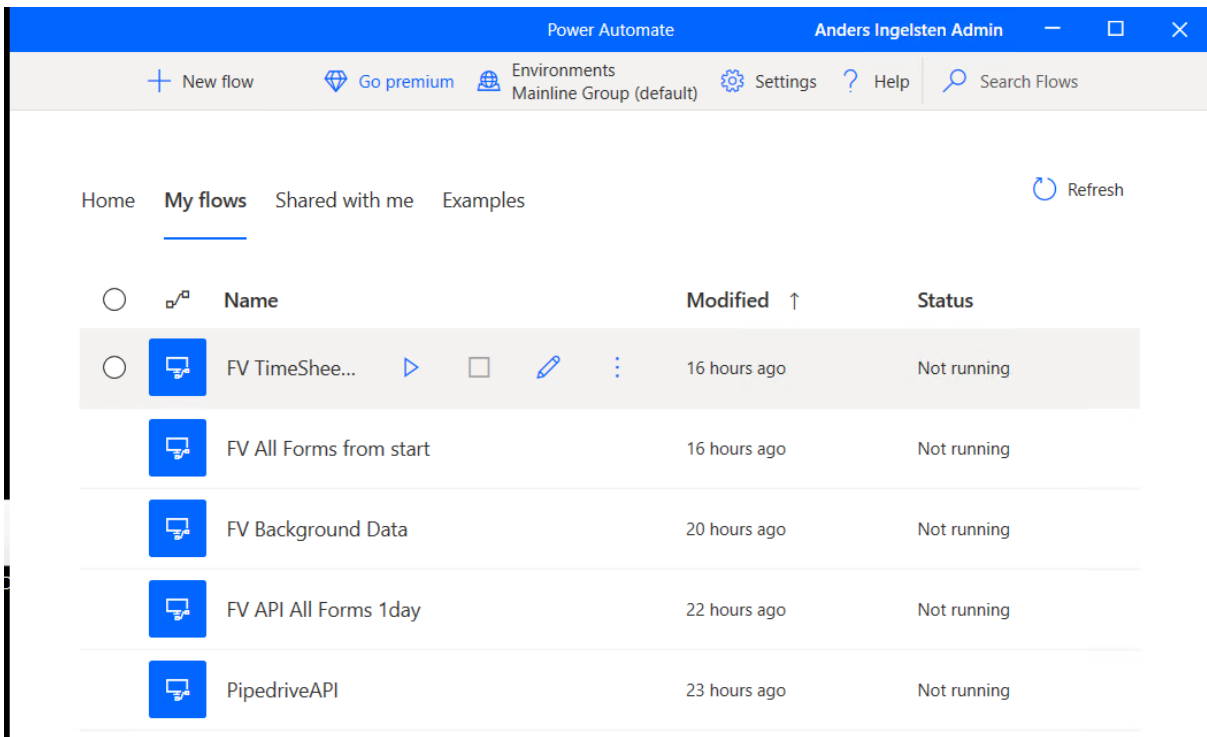 Power Automate
Anders Ingelsten Admin
New flow
Go premium
Environments
Mainline Group (default)
Settings
? Help
Search Flows
Home My flows Shared with me Examples
Refresh
Name Modified ↑ Status
FV TimeShee... 16 hours ago Not running
FV All Forms from start 16 hours ago Not running
FV Background Data 20 hours ago Not running
FV API All Forms 1day 22 hours ago Not running
PipedriveAPI 23 hours ago Not running